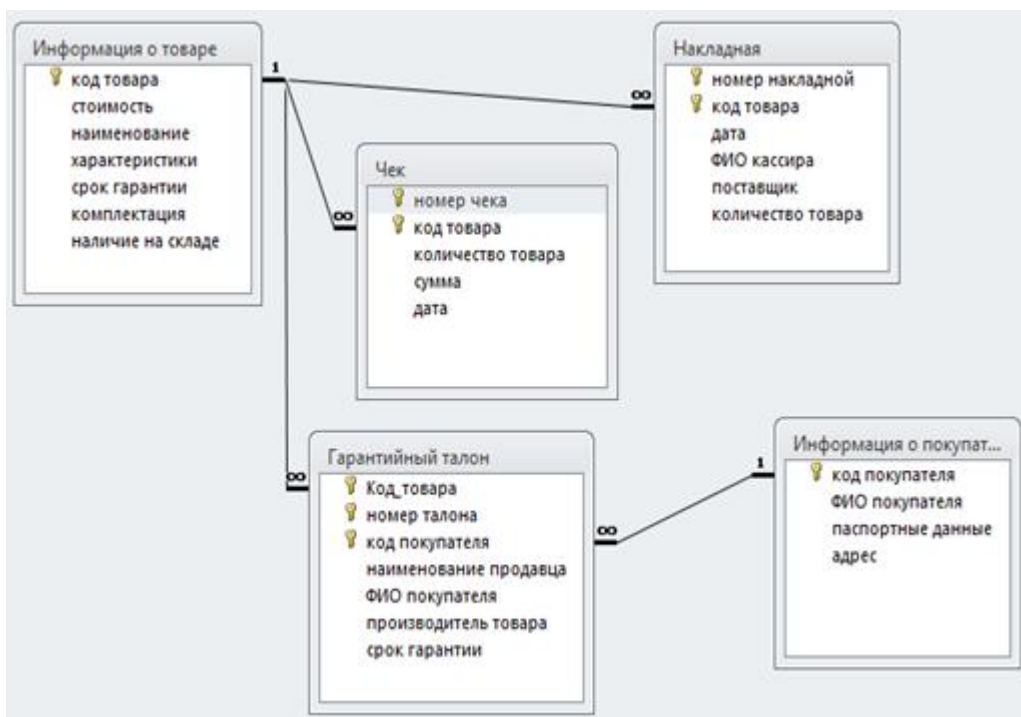 Информация о товаре
код товара
стоимость
наименование
характеристики
срок гарантии
комплектация
наличие на складе
1
∞
Накладная
номер накладной
код товара
дата
ФИО кассира
поставщик
количество товара
∞
Чек
номер чека
код товара
количество товара
сумма
дата
∞
Гарантийный талон
Код_товара
номер талона
код покупателя
наименование продавца
ФИО покупателя
производитель товара
срок гарантии
∞
1
Информация о покупат...
код покупателя
ФИО покупателя
паспортные данные
адрес